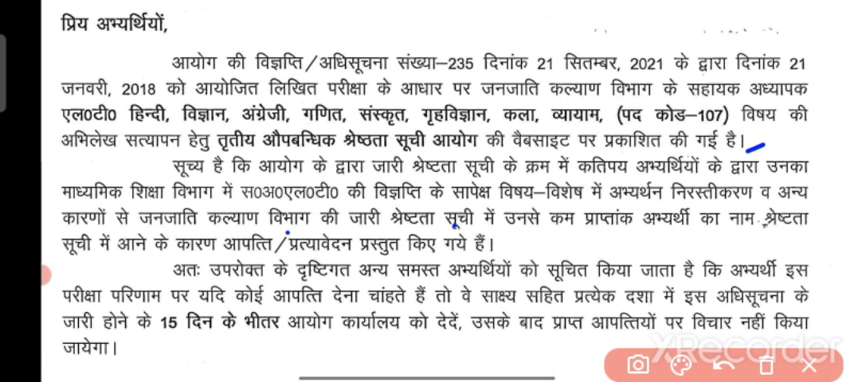 प्रिय अभ्यर्थियों,
आयोग की विज्ञप्ति/अधिसूचना संख्या–235 दिनांक 21 सितम्बर, 2021 के द्वारा दिनांक 21
जनवरी, 2018 को आयोजित लिखित परीक्षा के आधार पर जनजाति कल्याण विभाग के सहायक अध्यापक
एल0टी0 हिन्दी, विज्ञान, अंग्रेजी, गणित, संस्कृत, गृहविज्ञान, कला, व्यायाम, (पद कोड–107) विषय की
अभिलेख सत्यापन हेतु तृतीय औपबन्धिक श्रेष्ठता सूची आयोग की वैबसाइट पर प्रकाशित की गई है।
सूच्य है कि आयोग के द्वारा जारी श्रेष्टता सूची के क्रम में कतिपय अभ्यर्थियों के द्वारा उनका
माध्यमिक शिक्षा विभाग में स0अ0एल0टी0 की विज्ञप्ति के सापेक्ष विषय–विशेष में अभ्यर्थन निरस्तीकरण व अन्य
कारणों से जनजाति कल्याण विभाग की जारी श्रेष्टता सूची में उनसे कम प्राप्तांक अभ्यर्थी का नाम श्रेष्टता
सूची में आने के कारण आपत्ति/प्रत्यावेदन प्रस्तुत किए गये हैं।
अतः उपरोक्त के दृष्टिगत अन्य समस्त अभ्यर्थियों को सूचित किया जाता है कि अभ्यर्थी इस
परीक्षा परिणाम पर यदि कोई आपत्ति देना चांहते हैं तो वे साक्ष्य सहित प्रत्येक दशा में इस अधिसूचना के
जारी होने के 15 दिन के भीतर आयोग कार्यालय को देदें, उसके बाद प्राप्त आपत्तियों पर विचार नहीं किया
जायेगा।
XRecorder